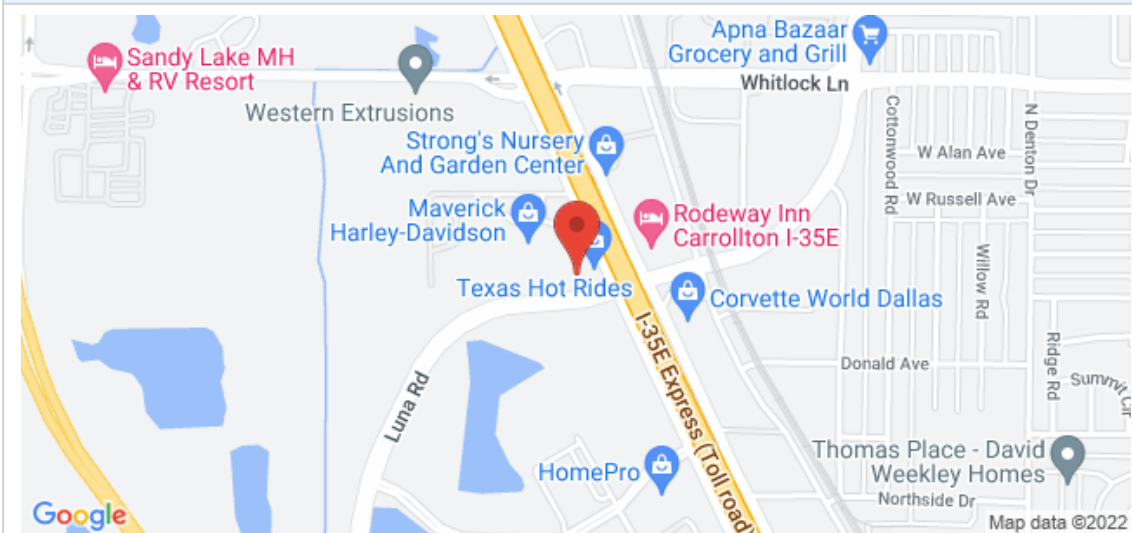 Apna Bazaar
Grocery and Grill
Sandy Lake MH
& RV Resort
Whitlock Ln
Western Extrusions
Cottonwood Rd
N Denton Dr
Strong's Nursery
And Garden Center
W Alan Ave
W Russell Ave
Maverick
Harley-Davidson
Rodeway Inn
Carrollton I-35E
Willow Rd
Texas Hot Rides
Corvette World Dallas
I-35E Express (Toll road)
Luna Rd
Donald Ave
Ridge Rd
Summit Cir
Thomas Place - David
Weekley Homes
HomePro
Northside Dr
Google
Map data ©2022